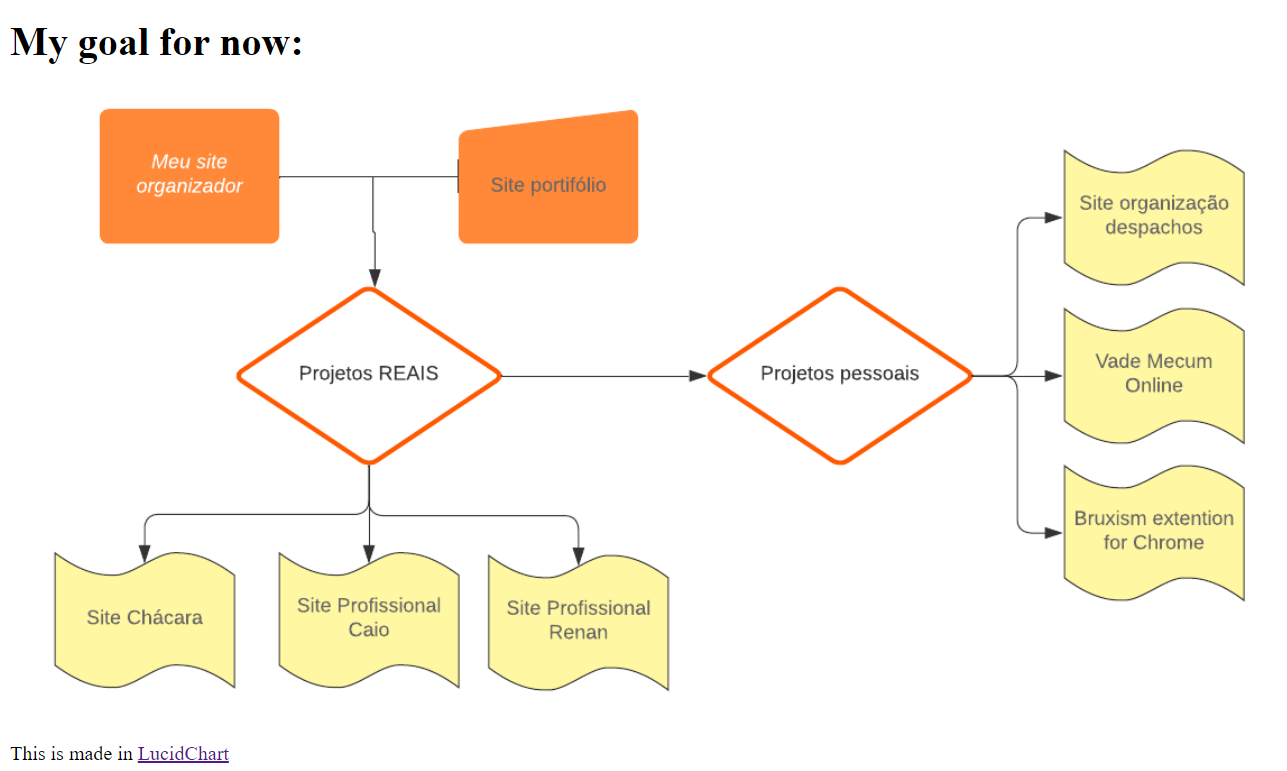 My goal for now:
Meu site
organizador
Site portifólio
Site organização
despachos
Projetos REAIS
Projetos pessoais
Vade Mecum
Online
Bruxism extention
for Chrome
Site Chácara
Site Profissional
Caio
Site Profissional
Renan
This is made in LucidChart